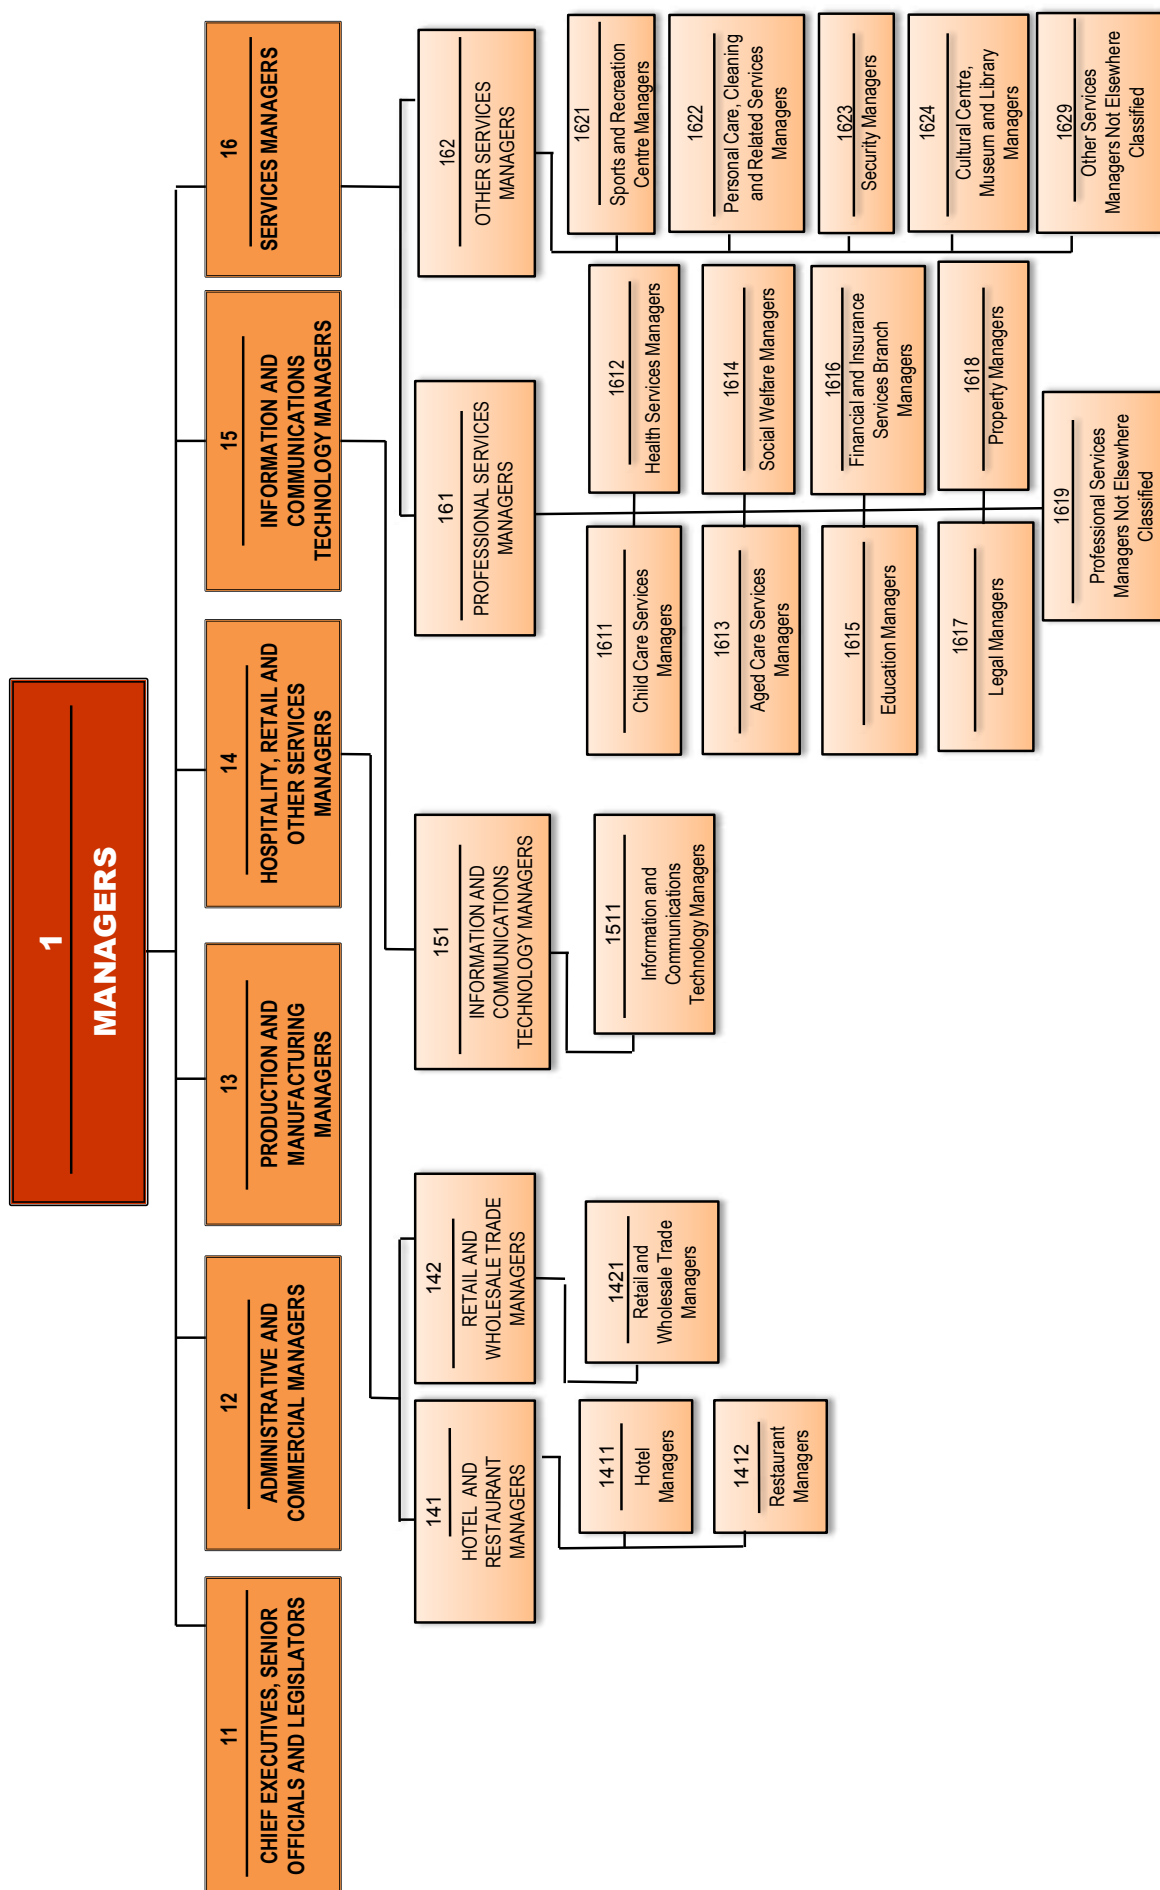 1
MANAGERS
11
CHIEF EXECUTIVES, SENIOR
OFFICIALS AND LEGISLATORS
12
ADMINISTRATIVE AND
COMMERCIAL MANAGERS
13
PRODUCTION AND
MANUFACTURING
MANAGERS
14
HOSPITALITY, RETAIL AND
OTHER SERVICES
MANAGERS
15
INFORMATION AND
COMMUNICATIONS
TECHNOLOGY MANAGERS
16
SERVICES MANAGERS
141
HOTEL AND
RESTAURANT
MANAGERS
142
RETAIL AND
WHOLESALE TRADE
MANAGERS
151
INFORMATION AND
COMMUNICATIONS
TECHNOLOGY MANAGERS
161
PROFESSIONAL SERVICES
MANAGERS
162
OTHER SERVICES
MANAGERS
1411
Hotel
Managers
1412
Restaurant
Managers
1421
Retail and
Wholesale Trade
Managers
1511
Information and
Communications
Technology Managers
1611
Child Care Services
Managers
1612
Health Services Managers
1613
Aged Care Services
Managers
1614
Social Welfare Managers
1615
Education Managers
1616
Financial and Insurance
Services Branch
Managers
1617
Legal Managers
1618
Property Managers
1619
Professional Services
Managers Not Elsewhere
Classified
1621
Sports and Recreation
Centre Managers
1622
Personal Care, Cleaning
and Related Services
Managers
1623
Security Managers
1624
Cultural Centre,
Museum and Library
Managers
1629
Other Services
Managers Not Elsewhere
Classified